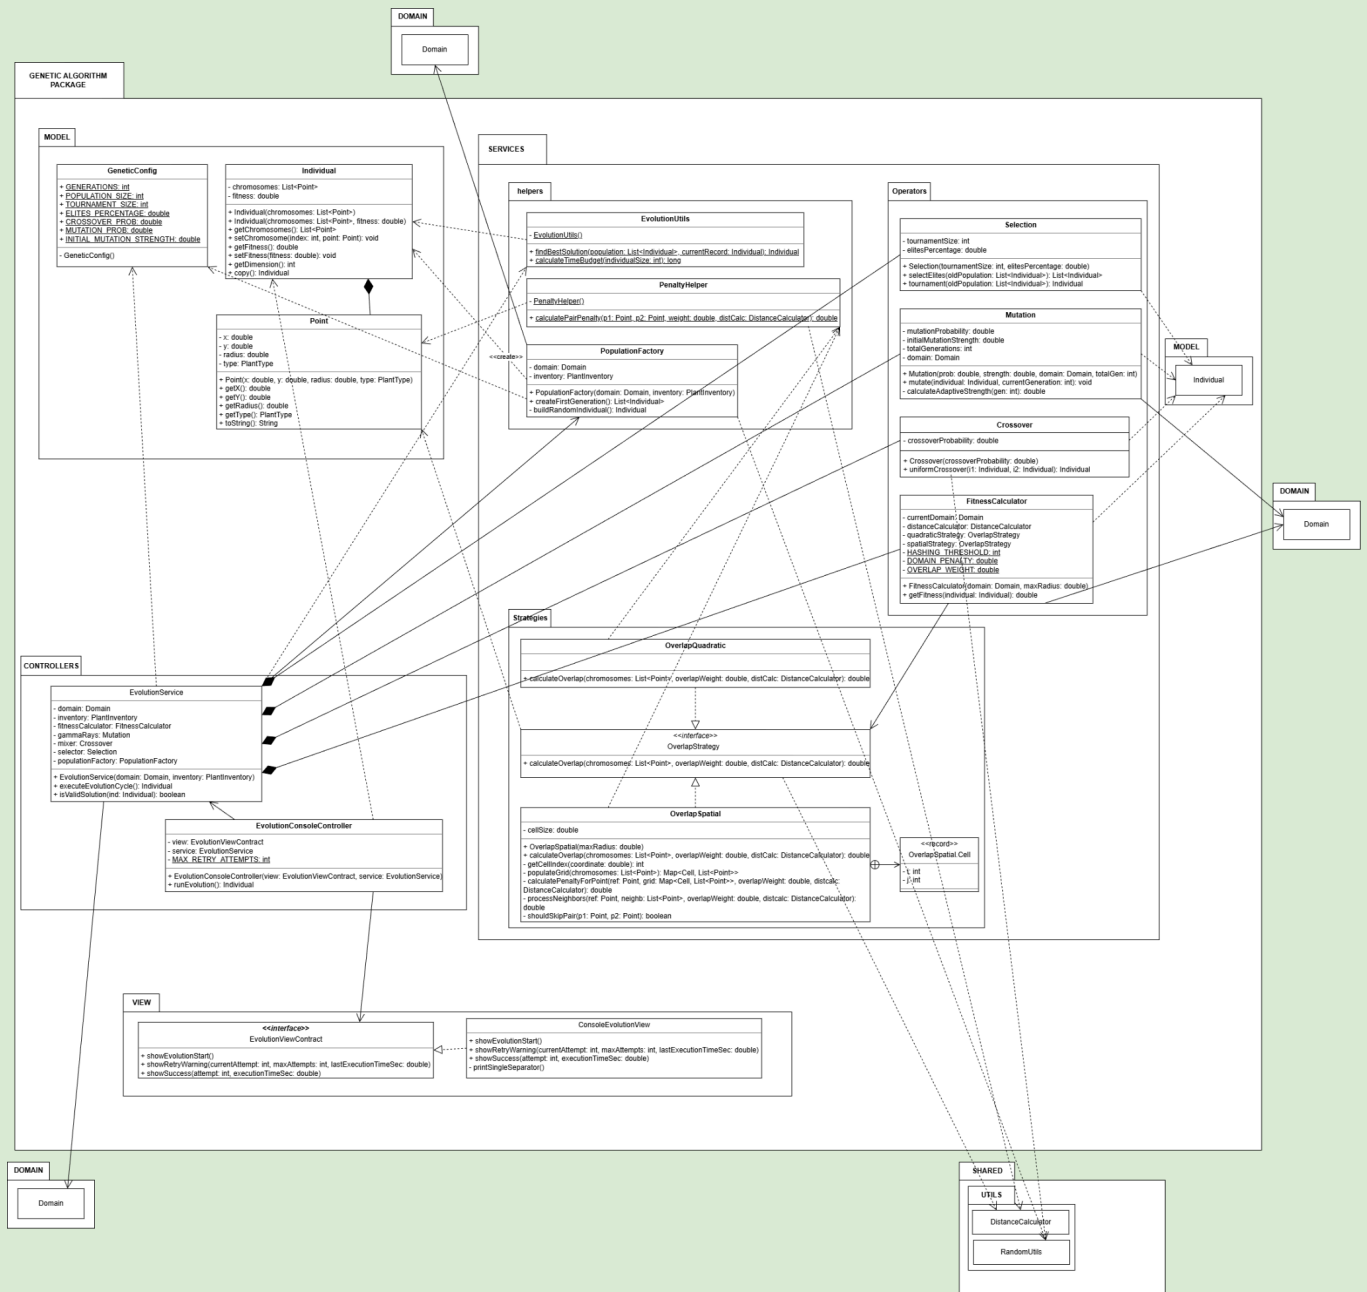 DOMAIN
Domain
GENETIC ALGORITHM
PACKAGE
MODEL
GeneticConfig
+ GENERATIONS: int
+ POPULATION_SIZE: int
+ TOURNAMENT_SIZE: int
+ ELITES_PERCENTAGE: double
+ CROSSOVER_PROB: double
+ MUTATION_PROB: double
+ INITIAL_MUTATION_STRENGTH: double
- GeneticConfig()
Individual
- chromosomes: List<Point>
- fitness: double
+ Individual(chromosomes: List<Point>)
+ Individual(chromosomes: List<Point>, fitness: double)
+ getChromosomes(): List<Point>
+ setChromosome(index: int, point: Point): void
+ getFitness(): double
+ setFitness(fitness: double): void
+ getDimension(): int
+ copy(): Individual
Point
- x: double
- y: double
- radius: double
- type: PlantType
+ Point(x: double, y: double, radius: double, type: PlantType)
+ getX(): double
+ getY(): double
+ getRadius(): double
+ getType(): PlantType
+ toString(): String
SERVICES
helpers
EvolutionUtils
- EvolutionUtils()
+ findBestSolution(population: List<Individual>, currentRecord: Individual): Individual
+ calculateTimeBudget(individualSize: int): long
PenaltyHelper
- PenaltyHelper()
+ calculatePairPenalty(p1: Point, p2: Point, weight: double, distCalc: DistanceCalculator): double
<<create>>
PopulationFactory
- domain: Domain
- inventory: PlantInventory
+ PopulationFactory(domain: Domain, inventory: PlantInventory)
+ createFirstGeneration(): List<Individual>
- buildRandomIndividual(): Individual
Operators
Selection
- tournamentSize: int
- elitesPercentage: double
+ Selection(tournamentSize: int, elitesPercentage: double)
+ selectElites(oldPopulation: List<Individual>): List<Individual>
+ tournament(oldPopulation: List<Individual>): Individual
Mutation
- mutationProbability: double
- initialMutationStrength: double
- totalGenerations: int
- domain: Domain
+ Mutation(prob: double, strength: double, domain: Domain, totalGen: int)
+ mutate(individual: Individual, currentGeneration: int): void
- calculateAdaptiveStrength(gen: int): double
Crossover
- crossoverProbability: double
+ Crossover(crossoverProbability: double)
+ uniformCrossover(i1: Individual, i2: Individual): Individual
FitnessCalculator
- currentDomain: Domain
- distanceCalculator: DistanceCalculator
- quadraticStrategy: OverlapStrategy
- spatialStrategy: OverlapStrategy
- HASHING_THRESHOLD: int
- DOMAIN_PENALTY: double
- OVERLAP_WEIGHT: double
+ FitnessCalculator(domain: Domain, maxRadius: double)
+ getFitness(individual: Individual): double
MODEL
Individual
DOMAIN
Domain
Strategies
OverlapQuadratic
+ calculateOverlap(chromosomes: List<Point>, overlapWeight: double, distCalc: DistanceCalculator): double
<<interface>>
OverlapStrategy
+ calculateOverlap(chromosomes: List<Point>, overlapWeight: double, distCalc: DistanceCalculator): double
OverlapSpatial
- cellSize: double
+ OverlapSpatial(maxRadius: double)
+ calculateOverlap(chromosomes: List<Point>, overlapWeight: double, distCalc: DistanceCalculator): double
- getCellIndex(coordinate: double): int
- populateGrid(chromosomes: List<Point>): Map<Cell, List<Point>>
- calculatePenaltyForPoint(ref: Point, grid: Map<Cell, List<Point>>, overlapWeight: double, distcalc:
DistanceCalculator): double
- processNeighbors(ref: Point, neighb: List<Point>, overlapWeight: double, distcalc: DistanceCalculator):
double
- shouldSkipPair(p1: Point, p2: Point): boolean
<<record>>
OverlapSpatial.Cell
- i: int
- j: int
CONTROLLERS
EvolutionService
- domain: Domain
- inventory: PlantInventory
- fitnessCalculator: FitnessCalculator
- gammaRays: Mutation
- mixer: Crossover
- selector: Selection
- populationFactory: PopulationFactory
+ EvolutionService(domain: Domain, inventory: PlantInventory)
+ executeEvolutionCycle(): Individual
+ isValidSolution(ind: Individual): boolean
EvolutionConsoleController
- view: EvolutionViewContract
- service: EvolutionService
- MAX_RETRY_ATTEMPTS: int
+ EvolutionConsoleController(view: EvolutionViewContract, service: EvolutionService)
+ runEvolution(): Individual
VIEW
<<interface>>
EvolutionViewContract
+ showEvolutionStart()
+ showRetryWarning(currentAttempt: int, maxAttempts: int, lastExecutionTimeSec: double)
+ showSuccess(attempt: int, executionTimeSec: double)
ConsoleEvolutionView
+ showEvolutionStart()
+ showRetryWarning(currentAttempt: int, maxAttempts: int, lastExecutionTimeSec: double)
+ showSuccess(attempt: int, executionTimeSec: double)
- printSingleSeparator()
DOMAIN
Domain
SHARED
UTILS
DistanceCalculator
RandomUtils